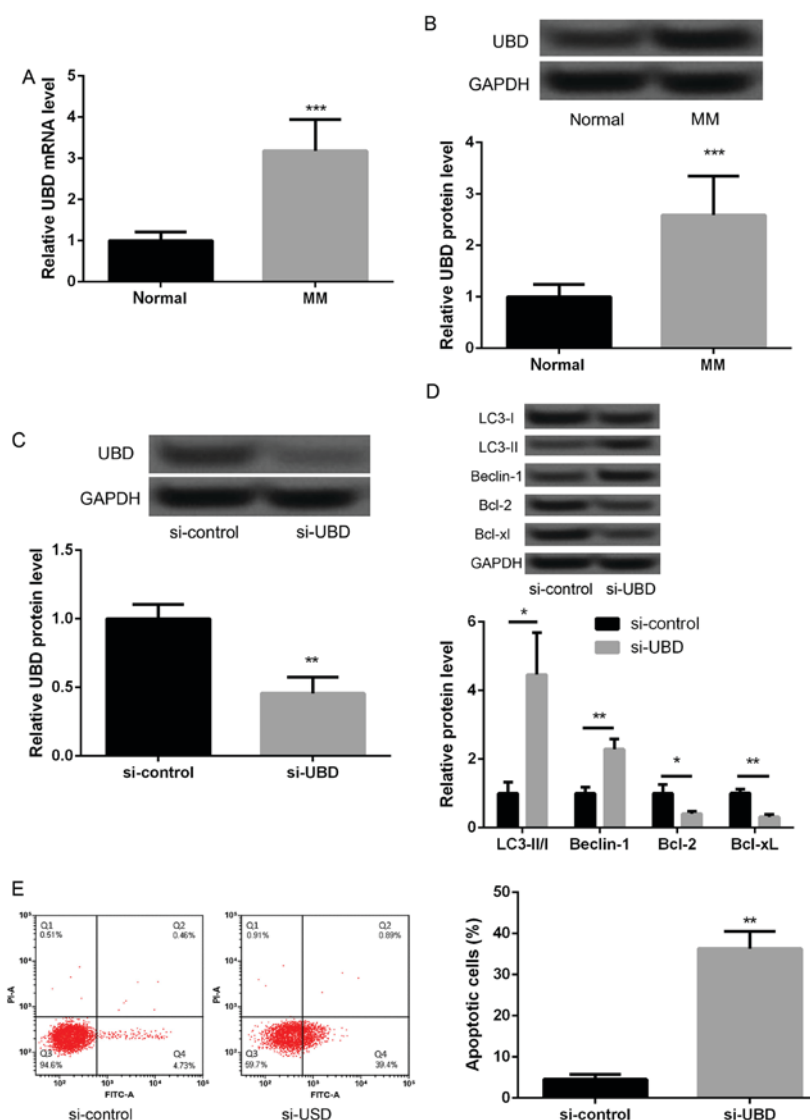 A
Relative UBD mRNA level
5
4
3
2
1
0
***
Normal MM
B
UBD
GAPDH
Normal MM
Relative UBD protein level
4
3
2
1
0
***
Normal MM
C
UBD
GAPDH
si-control si-UBD
Relative UBD protein level
1.5
1.0
0.5
0.0
**
si-control si-UBD
D
LC3-I
LC3-II
Beclin-1
Bcl-2
Bcl-xl
GAPDH
si-control si-UBD
Relative protein level
6
4
2
0
si-control
si-UBD
* ** * **
LC3-II/I Beclin-1 Bcl-2 Bcl-xL
E
Q1
0.51%
Q2
0.46%
Q3
94.6%
Q4
4.73%
PI-A
FITC-A
si-control
Q1
0.91%
Q2
0.89%
Q3
59.7%
Q4
39.4%
PI-A
FITC-A
si-USD
Apoptotic cells (%)
50
40
30
20
10
0
**
si-control si-UBD